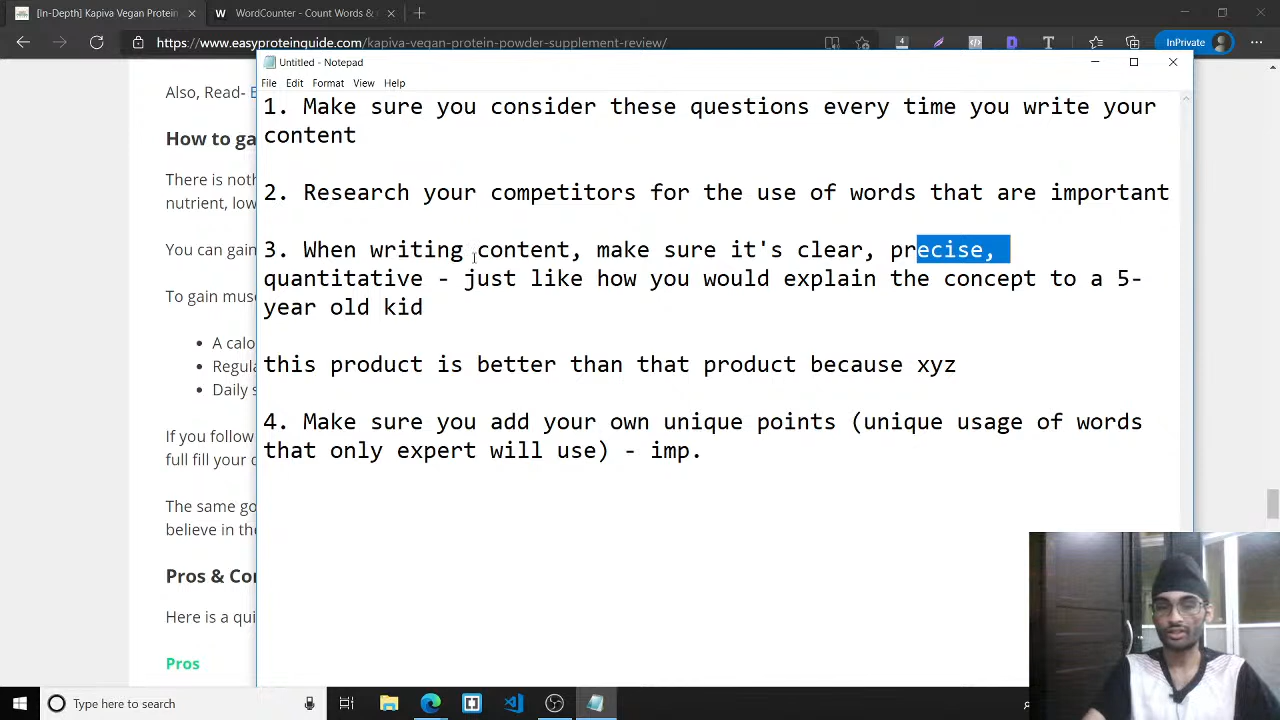 [In-Depth] Kapiva Vegan Protein
WordCounter - Count Words &
https://www.easyproteinguide.com/kapiva-vegan-protein-powder-supplement-review/
InPrivate
Untitled - Notepad
File Edit Format View Help
1. Make sure you consider these questions every time you write your
content
2. Research your competitors for the use of words that are important
3. When writing content, make sure it's clear, precise,
quantitative - just like how you would explain the concept to a 5-
year old kid
this product is better than that product because xyz
4. Make sure you add your own unique points (unique usage of words
that only expert will use) - imp.
Also, Read-
How to ga
There is noth
nutrient, low
You can gain
To gain mus
A calo
Regula
Daily s
If you follow
full fill your
The same go
believe in the
Pros & Co
Here is a qui
Pros
Type here to search